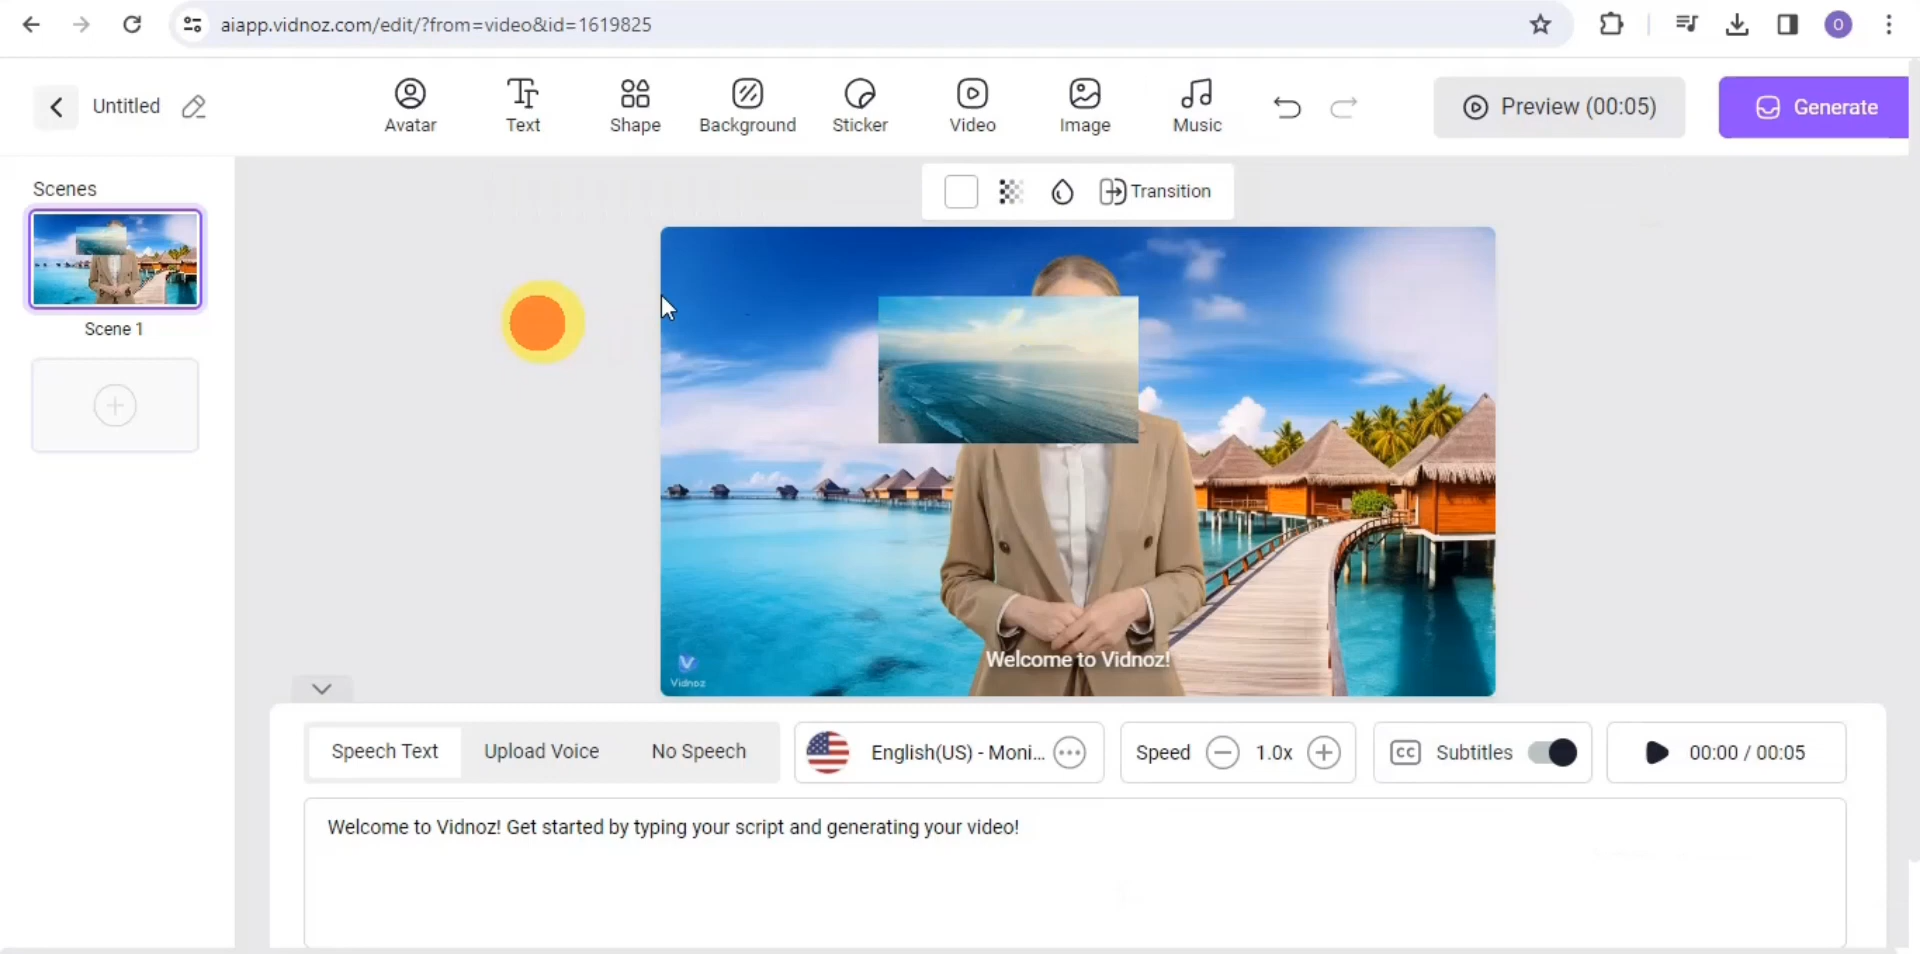 aiapp.vidnoz.com/edit/?from=video&id=1619825
O
Untitled
Avatar
Text
Shape
Background
Sticker
Video
Image
Music
Preview (00:05)
Generate
Scenes
Transition
Scene 1
Welcome to Vidnoz!
Vidnoz
Speech Text
Upload Voice
No Speech
English(US) - Moni...
Speed
1.0x
CC
Subtitles
00:00 / 00:05
Welcome to Vidnoz! Get started by typing your script and generating your video!